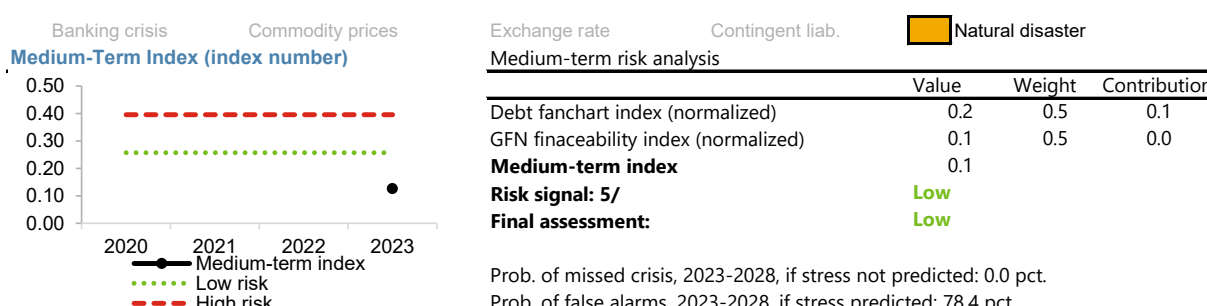 Banking crisis Commodity prices Exchange rate Contingent liab. Natural disaster
Medium-Term Index (index number)
0.50
0.40
0.30
0.20
0.10
0.00
2020 2021 2022 2023
Medium-term index
Low risk
High risk
Medium-term risk analysis
Value Weight Contribution
Debt fanchart index (normalized) 0.2 0.5 0.1
GFN finaceability index (normalized) 0.1 0.5 0.0
Medium-term index 0.1
Risk signal: 5/ Low
Final assessment: Low
Prob. of missed crisis, 2023-2028, if stress not predicted: 0.0 pct.
Prob. of false alarms, 2023-2028, if stress predicted: 78.4 pct.